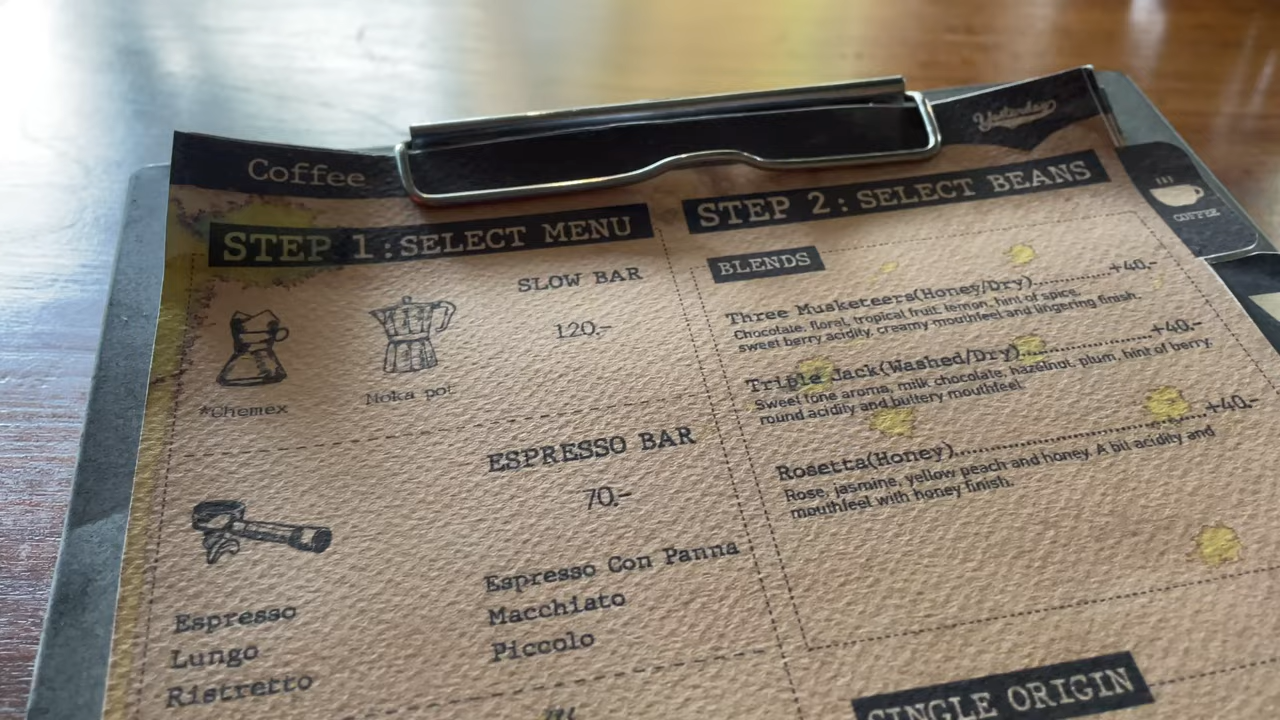 Coffee
Yesterday
COFFEE
STEP 1:SELECT MENU
SLOW BAR
120.-
*Chemex
Moka pot
ESPRESSO BAR
70.-
Espresso
Lungo
Ristretto
Espresso Con Panna
Macchiato
Piccolo
STEP 2:SELECT BEANS
BLENDS
Three Musketeers(Honey/Dry)..........+40.-
Chocolate, floral, tropical fruit, lemon, hint of spice,
sweet berry acidity, creamy mouthfeel and lingering finish.
Triple Jack(Washed/Dry)..................+40.-
Sweet tone aroma, milk chocolate, hazelnut, plum, hint of berry,
round acidity and buttery mouthfeel.
Rosetta(Honey)......................................+40.-
Rose, jasmine, yellow peach and honey. A bit acidity and
mouthfeel with honey finish.
SINGLE ORIGIN